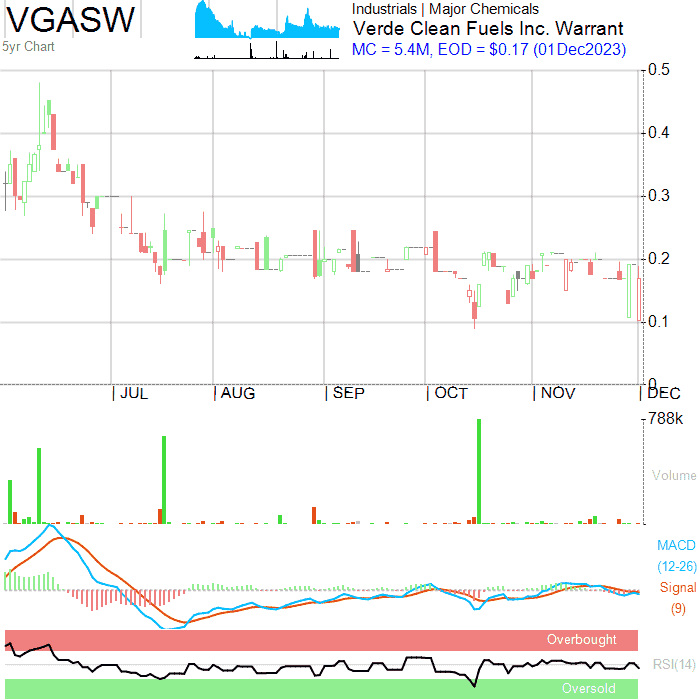 VGASW
5yr Chart
Industrials | Major Chemicals
Verde Clean Fuels Inc. Warrant
MC = 5.4M, EOD = $0.17 (01Dec2023)
0.5
0.4
0.3
0.2
0.1
0
| JUL | AUG | SEP | OCT | NOV | DEC
788k
Volume
MACD
(12-26)
Signal
(9)
Overbought
RSI(14)
Oversold